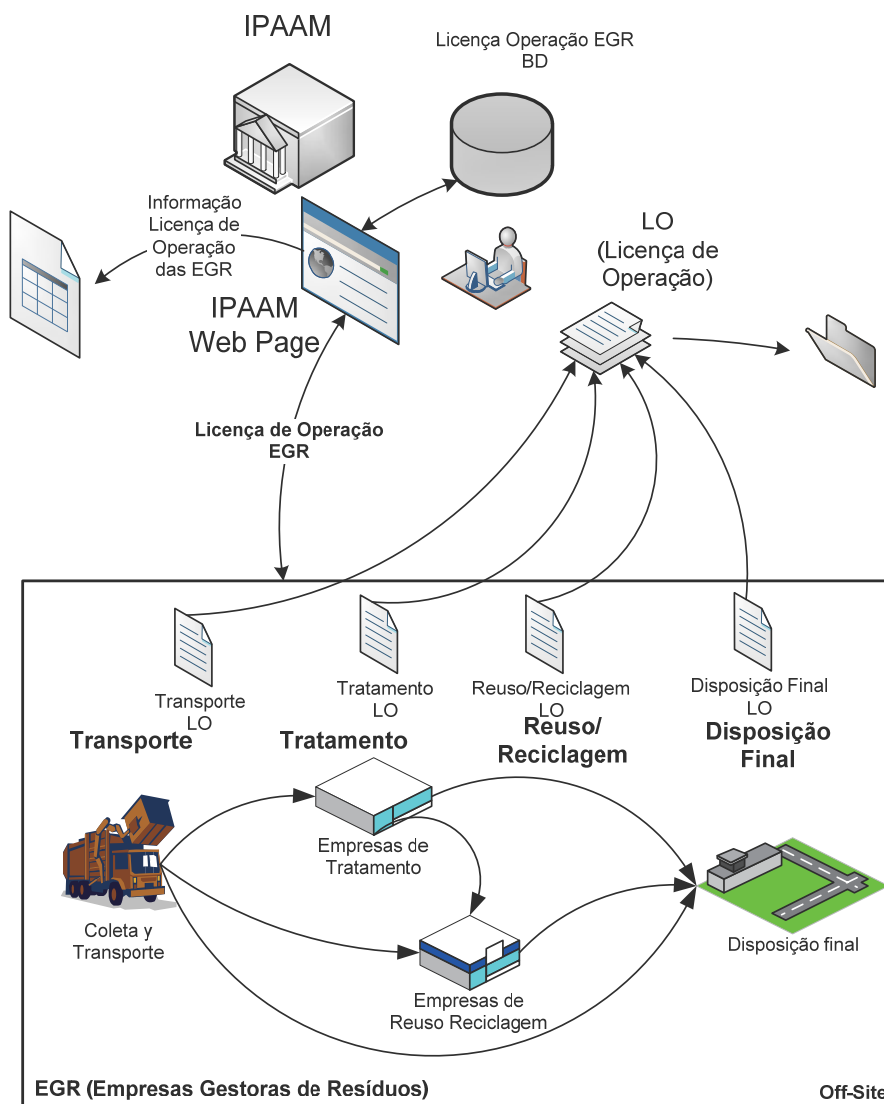 IPAAM
Licença Operação EGR
BD
Informação
Licença de
Operação
das EGR
LO
(Licença de
Operação)
IPAAM
Web Page
Licença de Operação
EGR
Transporte
LO
Tratamento
LO
Reuso/Reciclagem
LO
Disposição Final
LO
Transporte
Tratamento
Reuso/
Reciclagem
Disposição
Final
Empresas de
Tratamento
Coleta y
Transporte
Disposição final
Empresas de
Reuso Reciclagem
EGR (Empresas Gestoras de Resíduos)
Off-Site